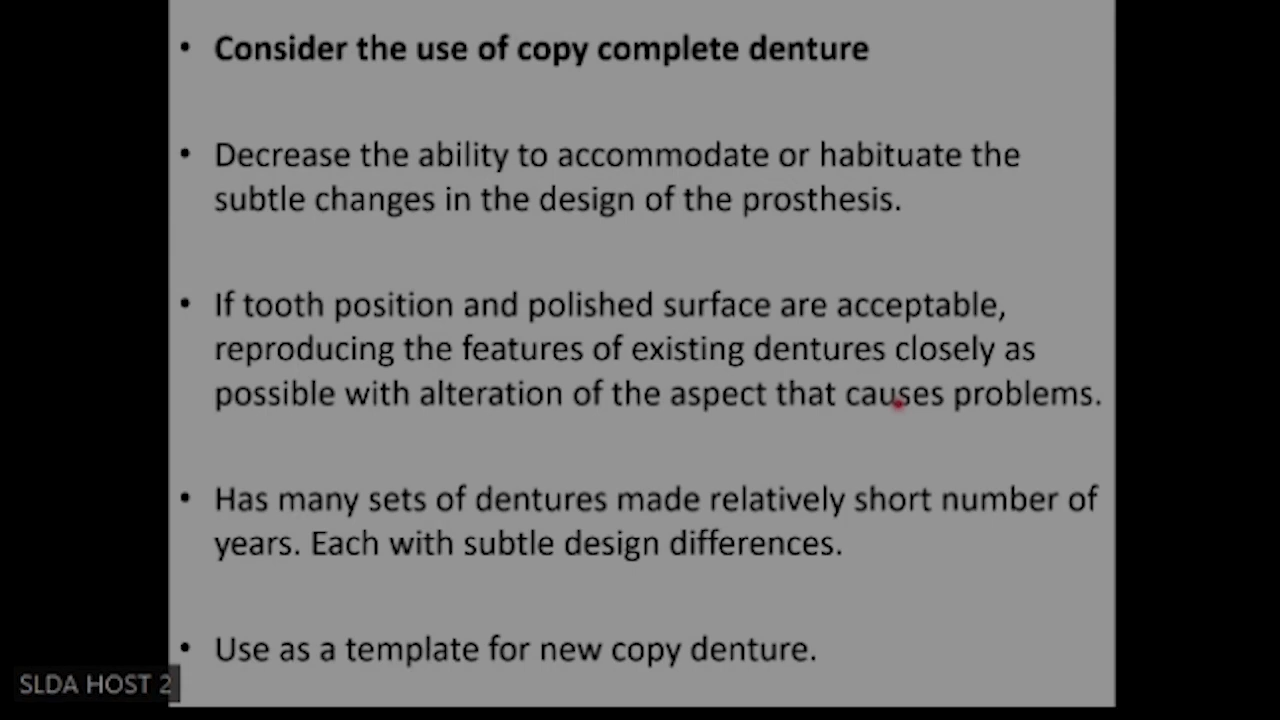 • Consider the use of copy complete denture
• Decrease the ability to accommodate or habituate the
subtle changes in the design of the prosthesis.
• If tooth position and polished surface are acceptable,
reproducing the features of existing dentures closely as
possible with alteration of the aspect that causes problems.
• Has many sets of dentures made relatively short number of
years. Each with subtle design differences.
• Use as a template for new copy denture.
SLDA HOST 2